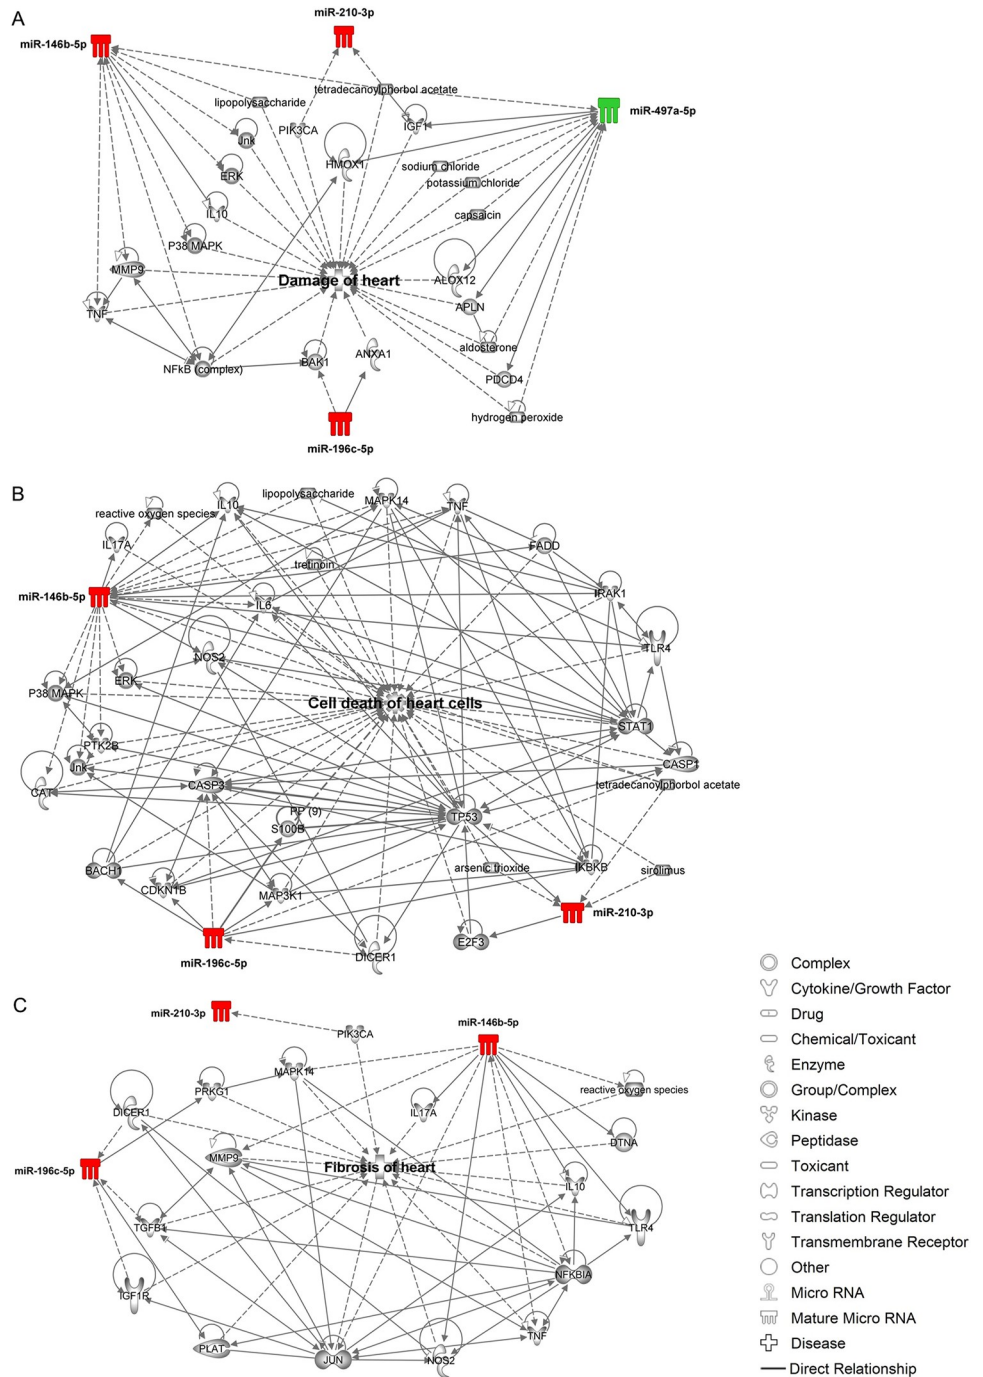 A
miR-210-3p
miR-146b-5p
tetradecanoylphorbol acetate
lipopolysaccharide
miR-497a-5p
PIK3CA
IGF1
Jnk
HMOX1
sodium chloride
ERK
potassium chloride
IL10
capsaicin
P38 MAPK
MMP9
Damage of heart
ALOX12
TNF
APLN
aldosterone
ANXA1
BAK1
NFkB (complex)
PDCD4
hydrogen peroxide
miR-196c-5p
B
lipopolysaccharide
MAPK14
IL10
TNF
reactive oxygen species
IL17A
FADD
tretinoin
miR-146b-5p
IRAK1
IL6
TLR4
NOS2
ERK
P38 MAPK
Cell death of heart cells
STAT1
PTK2B
Jnk
CASP1
CAT
CASP3
tetradecanoylphorbol acetate
PP (9)
TP53
S100B
BACH1
arsenic trioxide
IKBKB
sirolimus
CDKN1B
MAP3K1
miR-210-3p
E2F3
miR-196c-5p
DICER1
C
miR-210-3p
miR-146b-5p
PIK3CA
MAPK14
PRKG1
reactive oxygen species
DICER1
IL17A
DTNA
MMP9
Fibrosis of heart
miR-196c-5p
IL10
TGFB1
TLR4
NFKBIA
IGF1R
TNF
PLAT
JUN
NOS2
Complex
Cytokine/Growth Factor
Drug
Chemical/Toxicant
Enzyme
Group/Complex
Kinase
Peptidase
Toxicant
Transcription Regulator
Translation Regulator
Transmembrane Receptor
Other
Micro RNA
Mature Micro RNA
Disease
Direct Relationship